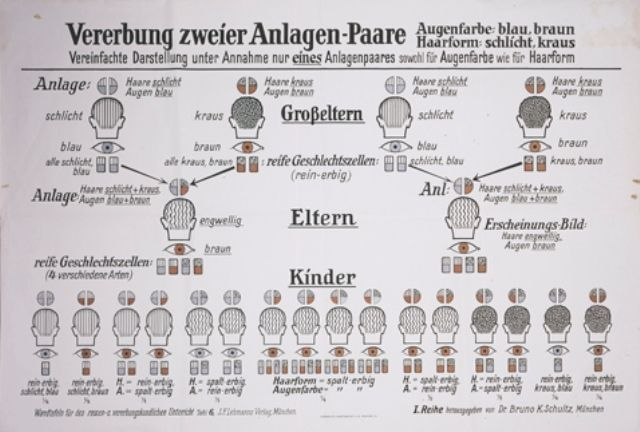 Vererbung zweier Anlagen-Paare
Augenfarbe: blau, braun
Haarform: schlicht, kraus
Vereinfachte Darstellung unter Annahme nur eines Anlagenpaares sowohl für Augenfarbe wie für Haarform
Anlage: Haare schlicht
Augen blau
Haare kraus
Augen braun
Haare schlicht
Augen blau
Haare kraus
Augen braun
schlicht
kraus
Großeltern
schlicht
kraus
blau
braun
blau
braun
alle schlicht, blau
alle kraus, braun
: reife Geschlechtszellen:
(rein-erbig)
schlicht, blau
kraus, braun
Anlage: Haare schlicht + kraus,
Augen blau + braun
Anl: Haare schlicht + kraus,
Augen blau + braun
engwellig
Eltern
Erscheinungs-Bild:
Haare engwellig,
Augen braun
braun
reife Geschlechtszellen:
(4 verschiedene Arten)
Kinder
rein-erbig, schlicht, blau
rein-erbig, schlicht, braun
H. = rein-erbig
A. = spalt-erbig
H. = spalt-erbig
A. = rein-erbig
Haarform = spalt-erbig
Augenfarbe = " "
H. = spalt-erbig
A. = rein-erbig
H. = rein-erbig
A. = spalt-erbig
rein-erbig, kraus, blau
rein-erbig, kraus, braun
Wandtafeln für den rassen- u. vererbungskundlichen Unterricht Tafel 6, J.F. Lehmanns Verlag, München.
I. Reihe herausgegeben von Dr Bruno K. Schultz, München